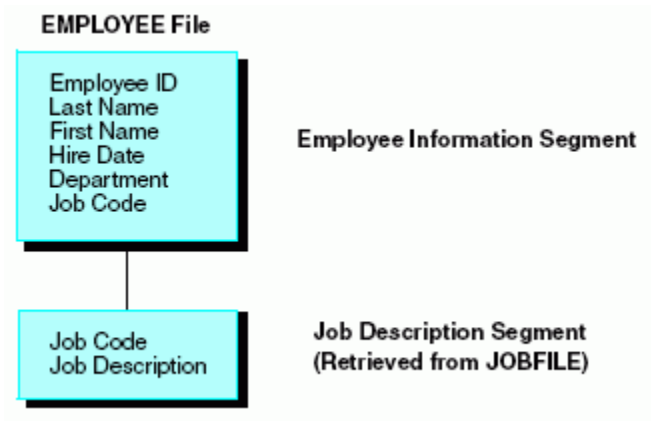 EMPLOYEE File
Employee ID
Last Name
First Name
Hire Date
Department
Job Code
Employee Information Segment
Job Code
Job Description
Job Description Segment
(Retrieved from JOBFILE)